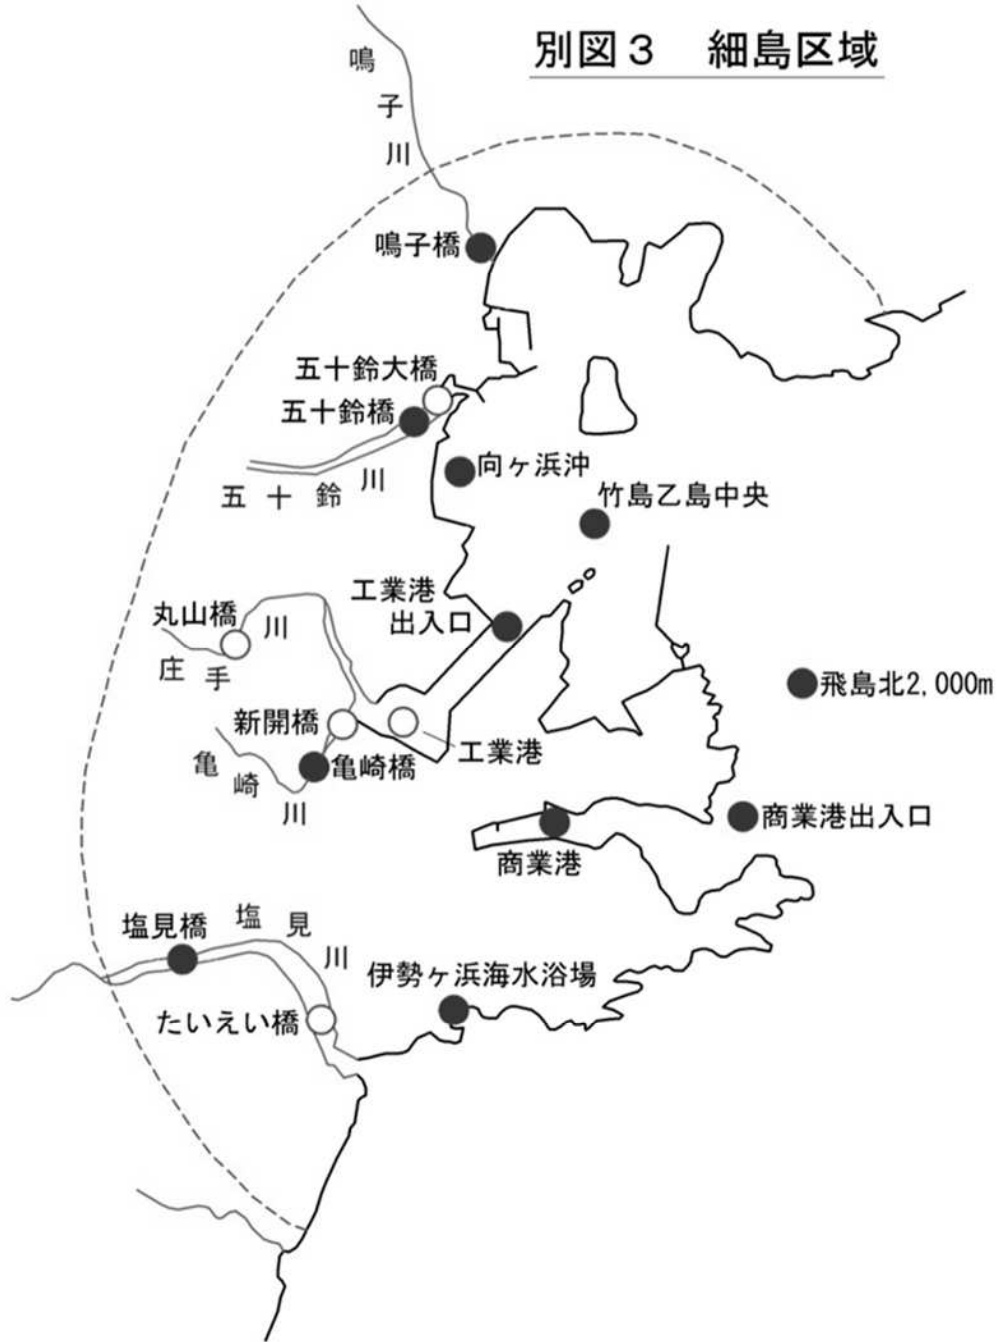 別図３　細島区域
鳴子川
鳴子橋
五十鈴大橋
五十鈴橋
五十鈴川
向ヶ浜沖
竹島乙島中央
工業港
出入口
丸山橋
庄手川
飛島北2,000m
新開橋
工業港
亀崎橋
亀崎川
商業港出入口
商業港
塩見橋
塩見川
伊勢ヶ浜海水浴場
たいえい橋